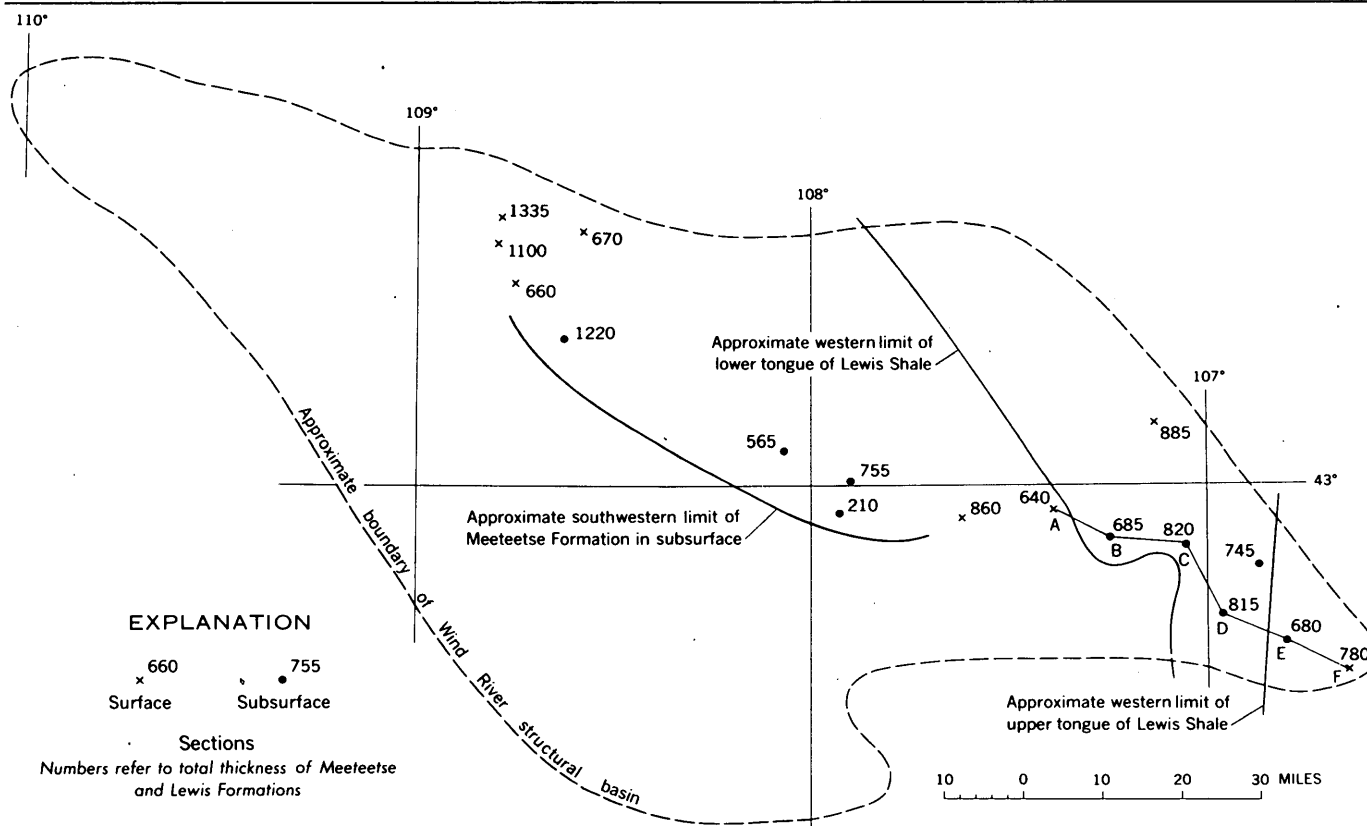 110°
109°
108°
1335
670
1100
660
1220
Approximate western limit of
lower tongue of Lewis Shale
107°
885
565
755
43°
210
860
640
A
685
B
820
C
745
Approximate southwestern limit of
Meeteetse Formation in subsurface
815
D
680
E
780
F
Approximate boundary of Wind River structural basin
Approximate western limit of
upper tongue of Lewis Shale
EXPLANATION
660
755
Surface
Subsurface
Sections
Numbers refer to total thickness of Meeteetse
and Lewis Formations
10 0 10 20 30 MILES